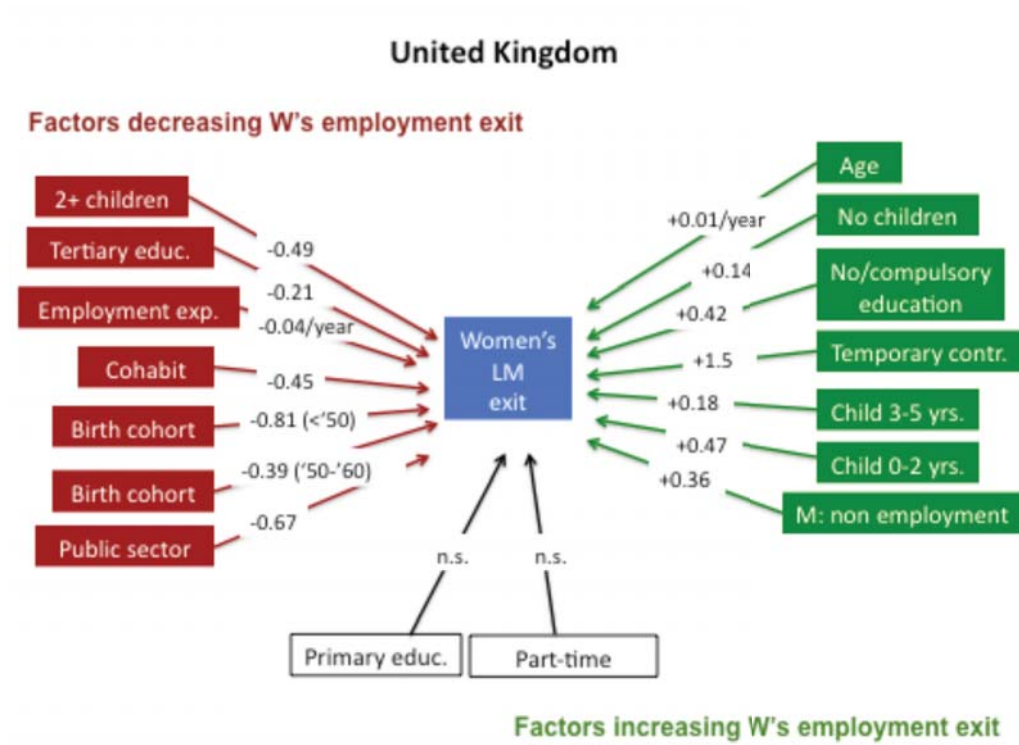 United Kingdom
Factors decreasing W's employment exit
2+ children
Tertiary educ.
Employment exp.
Cohabit
Birth cohort
Birth cohort
Public sector
-0.49
-0.21
-0.04/year
-0.45
-0.81 (<'50)
-0.39 ('50-'60)
-0.67
Women's
LM
exit
+0.01/year
+0.14
+0.42
+1.5
+0.18
+0.47
+0.36
Age
No children
No/compulsory
education
Temporary contr.
Child 3-5 yrs.
Child 0-2 yrs.
M: non employment
n.s.
n.s.
Primary educ.
Part-time
Factors increasing W's employment exit